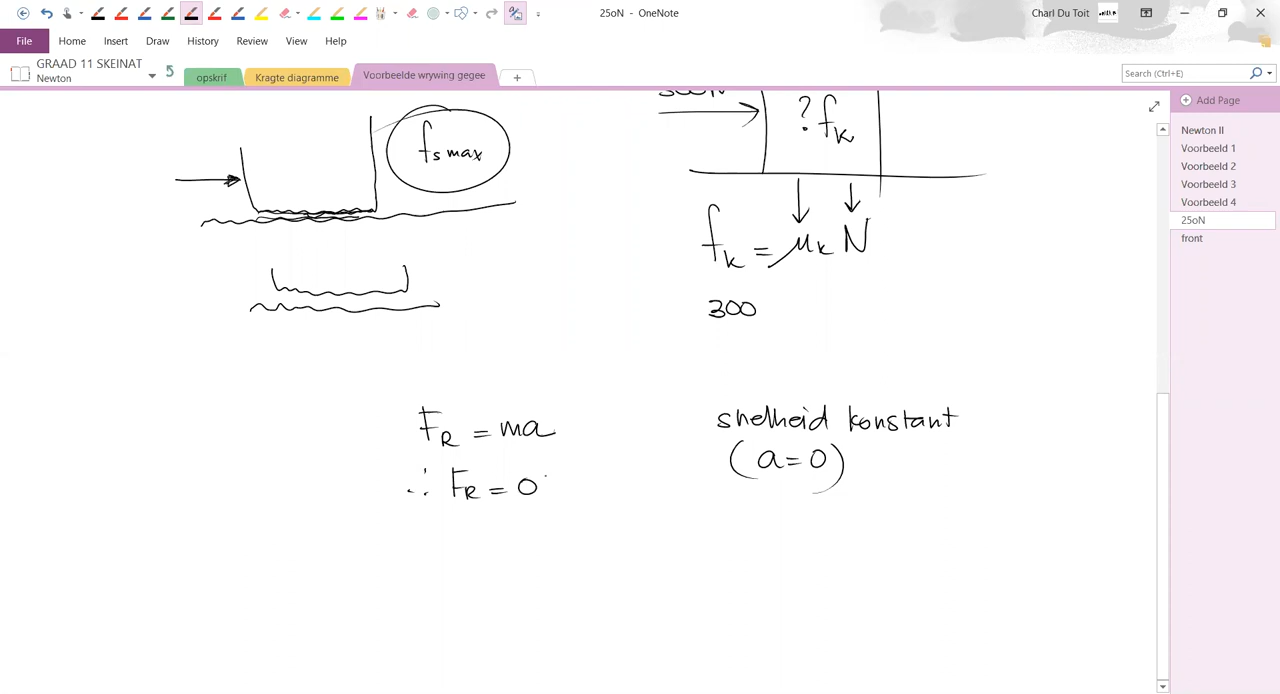 25oN - OneNote
Charl Du Toit
File Home Insert Draw History Review View Help
GRAAD 11 SKEINAT
Newton
opskrif
Kragte diagramme
Voorbeelde wrywing gegee
+
Search (Ctrl+E)
Add Page
Newton II
Voorbeeld 1
Voorbeeld 2
Voorbeeld 3
Voorbeeld 4
25oN
front
fs max
? fk
fk = μk N
300
FR = ma
∴ FR = 0
snelheid konstant
(a = 0)